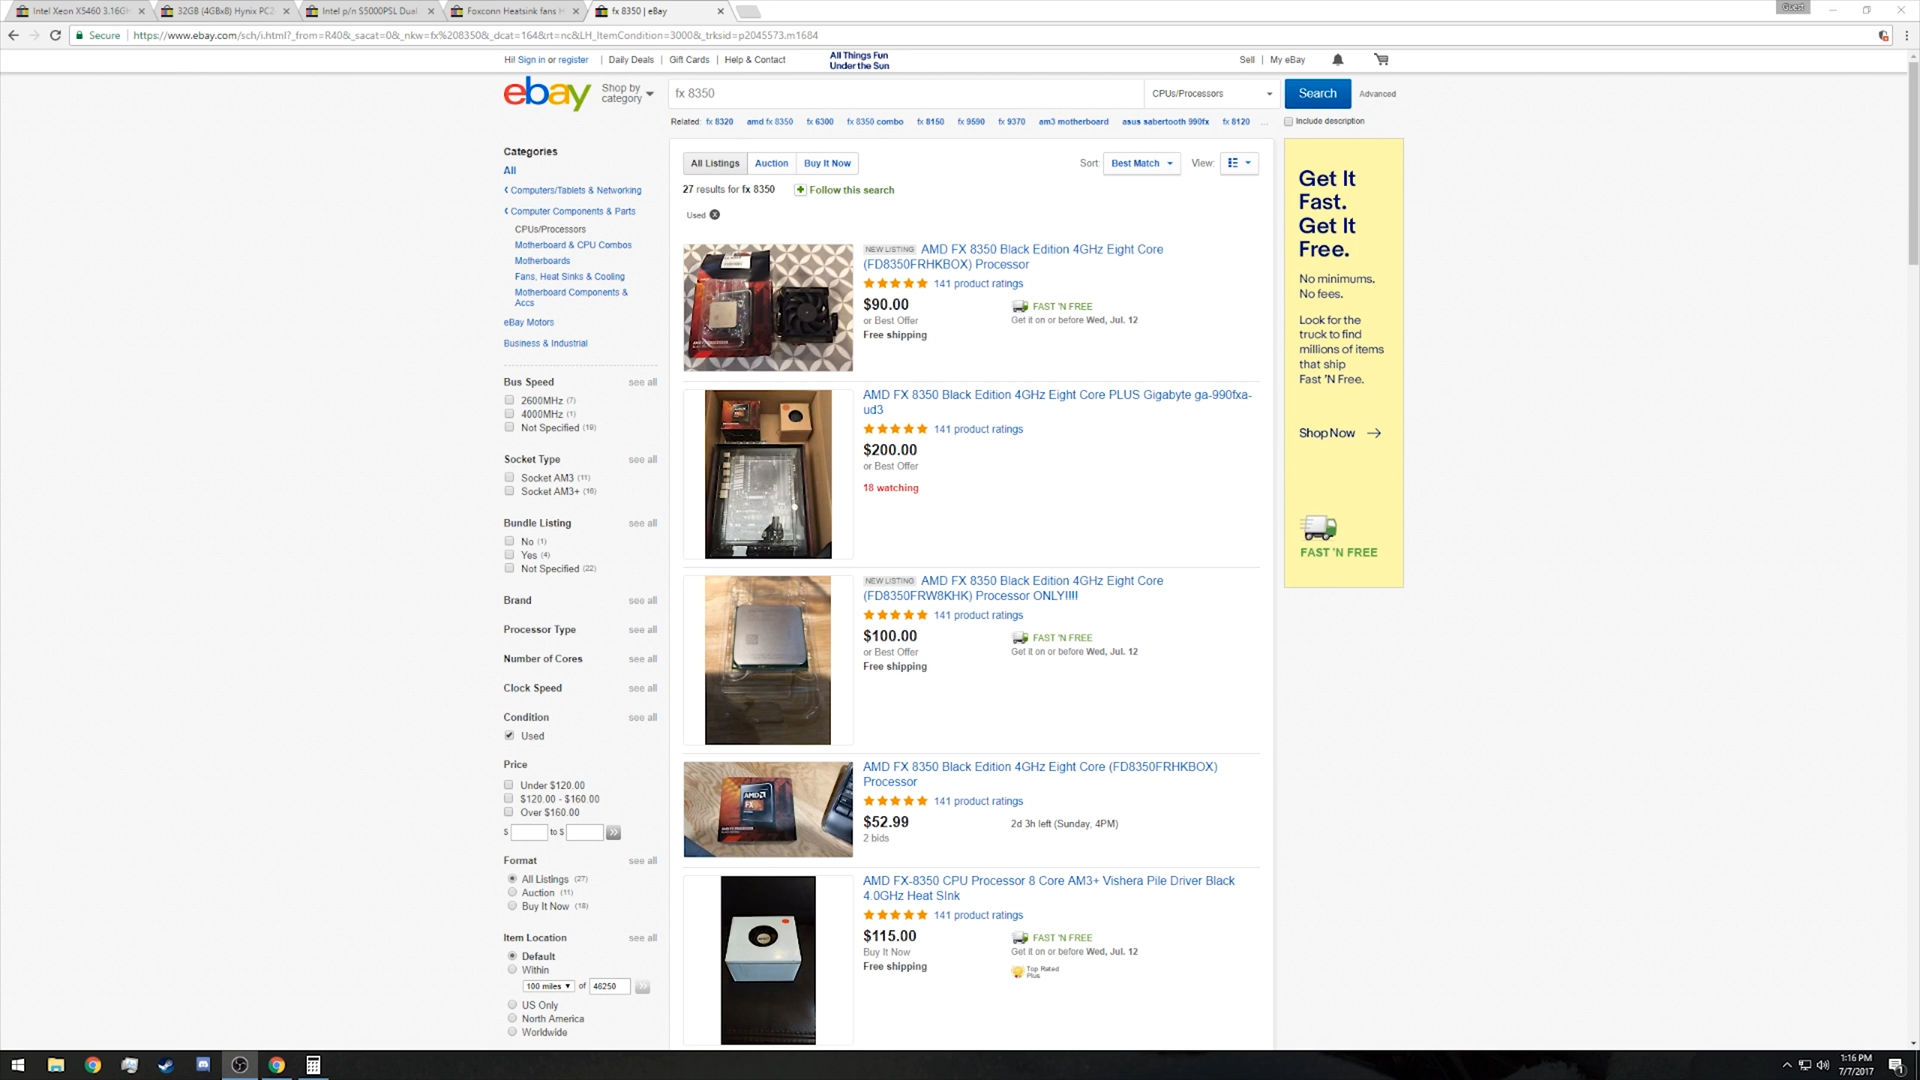 Intel Xeon X5460 3.16GH
32GB (4GBx8) Hynix PC2-
Intel p/n S5000PSL Dual
Foxconn Heatsink fans H
fx 8350 | eBay
Guest
Secure https://www.ebay.com/sch/i.html?_from=R40&_sacat=0&_nkw=fx%208350&_dcat=164&rt=nc&LH_ItemCondition=3000&_trksid=p2045573.m1684
Hi! Sign in or register
Daily Deals
Gift Cards
Help & Contact
All Things Fun
Under the Sun
Sell
My eBay
ebay
Shop by
category
fx 8350
CPUs/Processors
Search
Advanced
Related: fx 8320 amd fx 8350 fx 6300 fx 8350 combo fx 8150 fx 9590 fx 9370 am3 motherboard asus sabertooth 990fx fx 8120 ...
Include description
Categories
All
Computers/Tablets & Networking
Computer Components & Parts
CPUs/Processors
Motherboard & CPU Combos
Motherboards
Fans, Heat Sinks & Cooling
Motherboard Components &
Accs
eBay Motors
Business & Industrial
Bus Speed see all
2600MHz (7)
4000MHz (1)
Not Specified (19)
Socket Type see all
Socket AM3 (11)
Socket AM3+ (16)
Bundle Listing see all
No (1)
Yes (4)
Not Specified (22)
Brand see all
Processor Type see all
Number of Cores see all
Clock Speed see all
Condition see all
Used
Price
Under $120.00
$120.00 - $160.00
Over $160.00
$ to $
Format see all
All Listings (27)
Auction (11)
Buy It Now (18)
Item Location see all
Default
Within
100 miles of 46250
US Only
North America
Worldwide
All Listings
Auction
Buy It Now
Sort: Best Match
View:
27 results for fx 8350
Follow this search
Used
NEW LISTING AMD FX 8350 Black Edition 4GHz Eight Core
(FD8350FRHKBOX) Processor
141 product ratings
$90.00
or Best Offer
Free shipping
FAST 'N FREE
Get it on or before Wed, Jul. 12
AMD FX 8350 Black Edition 4GHz Eight Core PLUS Gigabyte ga-990fxa-
ud3
141 product ratings
$200.00
or Best Offer
18 watching
NEW LISTING AMD FX 8350 Black Edition 4GHz Eight Core
(FD8350FRW8KHK) Processor ONLY!!!!
141 product ratings
$100.00
or Best Offer
Free shipping
FAST 'N FREE
Get it on or before Wed, Jul. 12
AMD
FX
AMD FX 8350 Black Edition 4GHz Eight Core (FD8350FRHKBOX)
Processor
141 product ratings
$52.99
2 bids
2d 3h left (Sunday, 4PM)
AMD FX-8350 CPU Processor 8 Core AM3+ Vishera Pile Driver Black
4.0GHz Heat SInk
141 product ratings
$115.00
Buy It Now
Free shipping
FAST 'N FREE
Get it on or before Wed, Jul. 12
Top Rated
Plus
Get It
Fast.
Get It
Free.
No minimums.
No fees.
Look for the
truck to find
millions of items
that ship
Fast 'N Free.
Shop Now
FAST 'N FREE
1:16 PM
7/7/2017